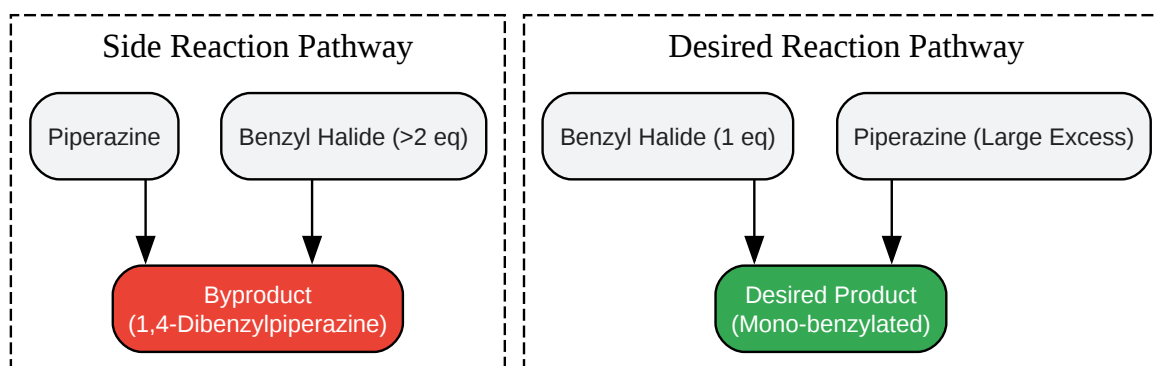 Side Reaction Pathway
Piperazine
Benzyl Halide (>2 eq)
Byproduct
(1,4-Dibenzylpiperazine)
Desired Reaction Pathway
Benzyl Halide (1 eq)
Piperazine (Large Excess)
Desired Product
(Mono-benzylated)